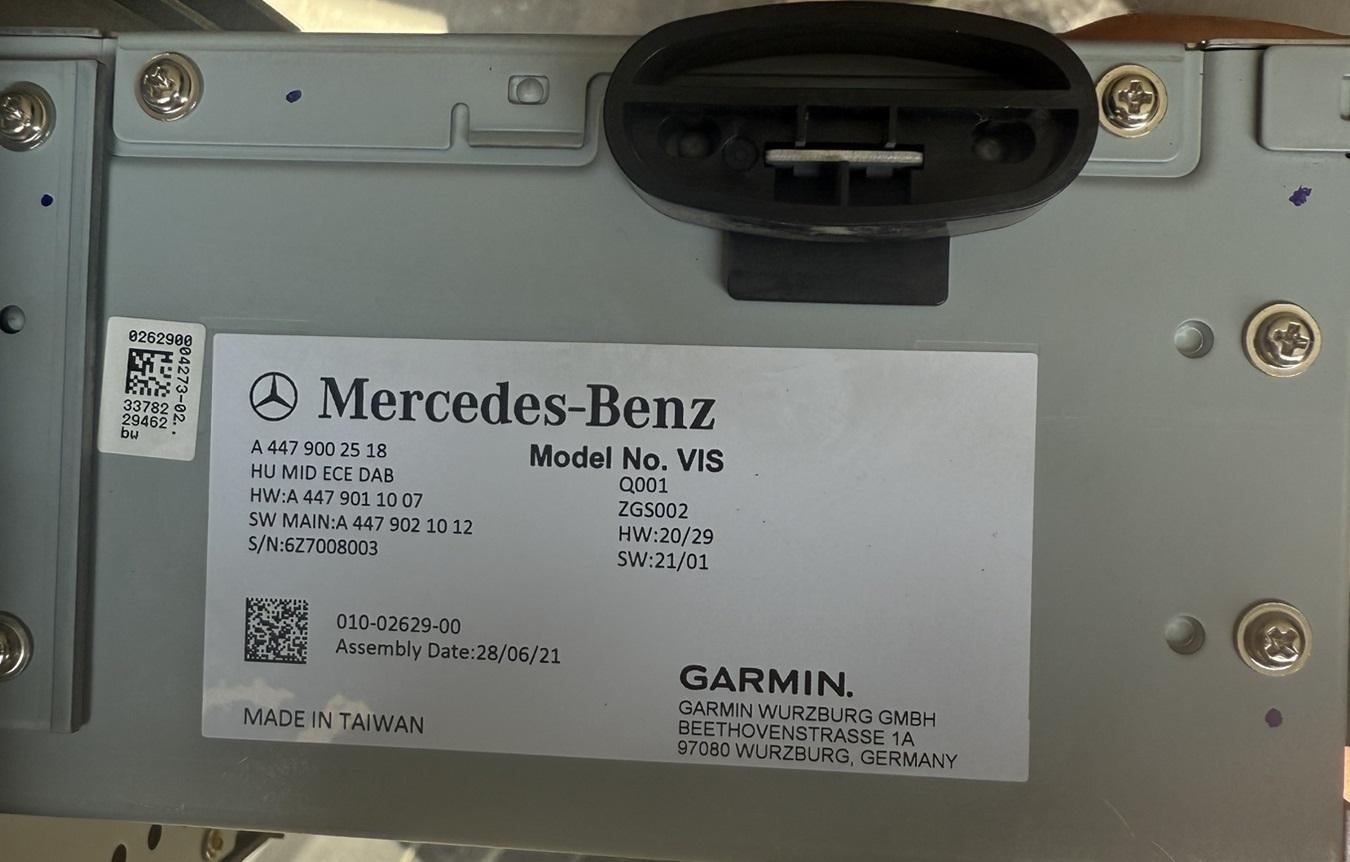 0262900
04273-02.
33782
29462
bw
Mercedes-Benz
A 447 900 25 18
HU MID ECE DAB
HW:A 447 901 10 07
SW MAIN:A 447 902 10 12
S/N:6Z7008003
Model No. VIS
Q001
ZGS002
HW:20/29
SW:21/01
010-02629-00
Assembly Date:28/06/21
MADE IN TAIWAN
GARMIN.
GARMIN WURZBURG GMBH
BEETHOVENSTRASSE 1A
97080 WURZBURG, GERMANY